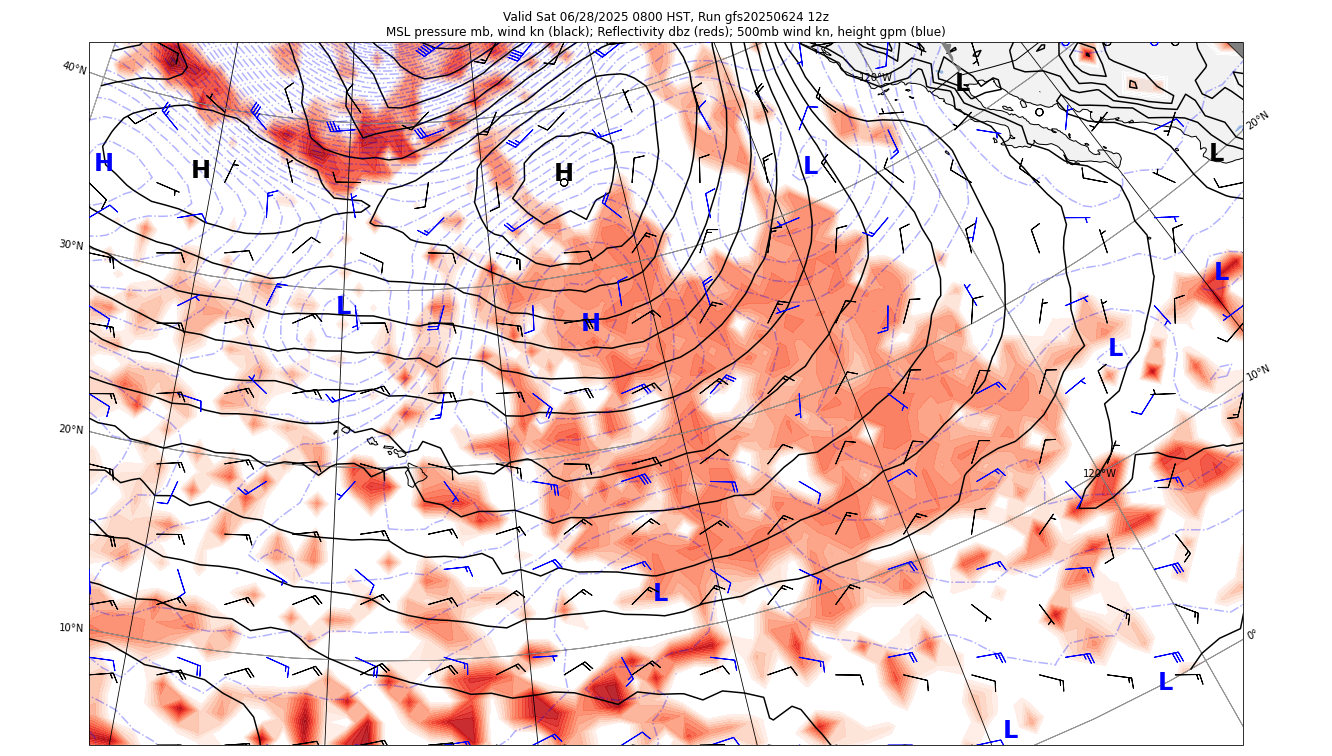 Valid Sat 06/28/2025 0800 HST, Run gfs20250624 12z
MSL pressure mb, wind kn (black); Reflectivity dbz (reds); 500mb wind kn, height gpm (blue)
40°N
120°W
L
20°N
H
H
H
L
L
30°N
L
L
H
L
10°N
20°N
120°W
L
10°N
0°
L
L